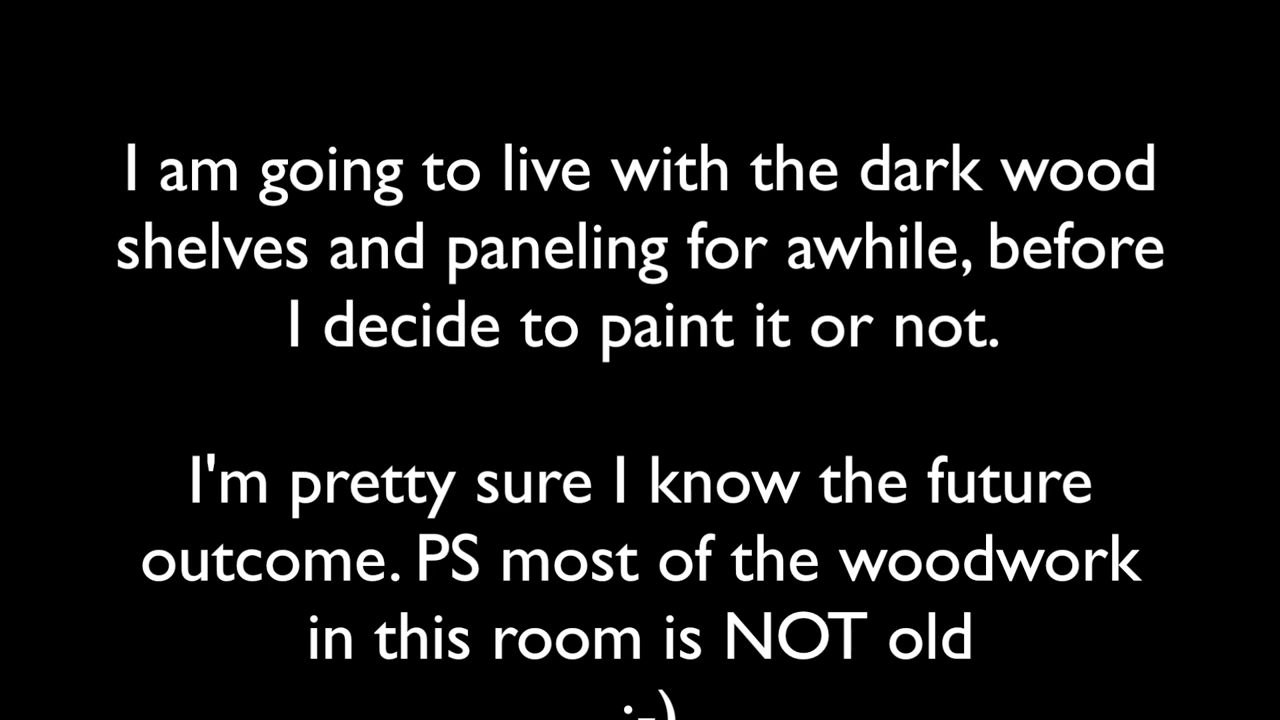 I am going to live with the dark wood
shelves and paneling for awhile, before
I decide to paint it or not.
I'm pretty sure I know the future
outcome. PS most of the woodwork
in this room is NOT old
:-)